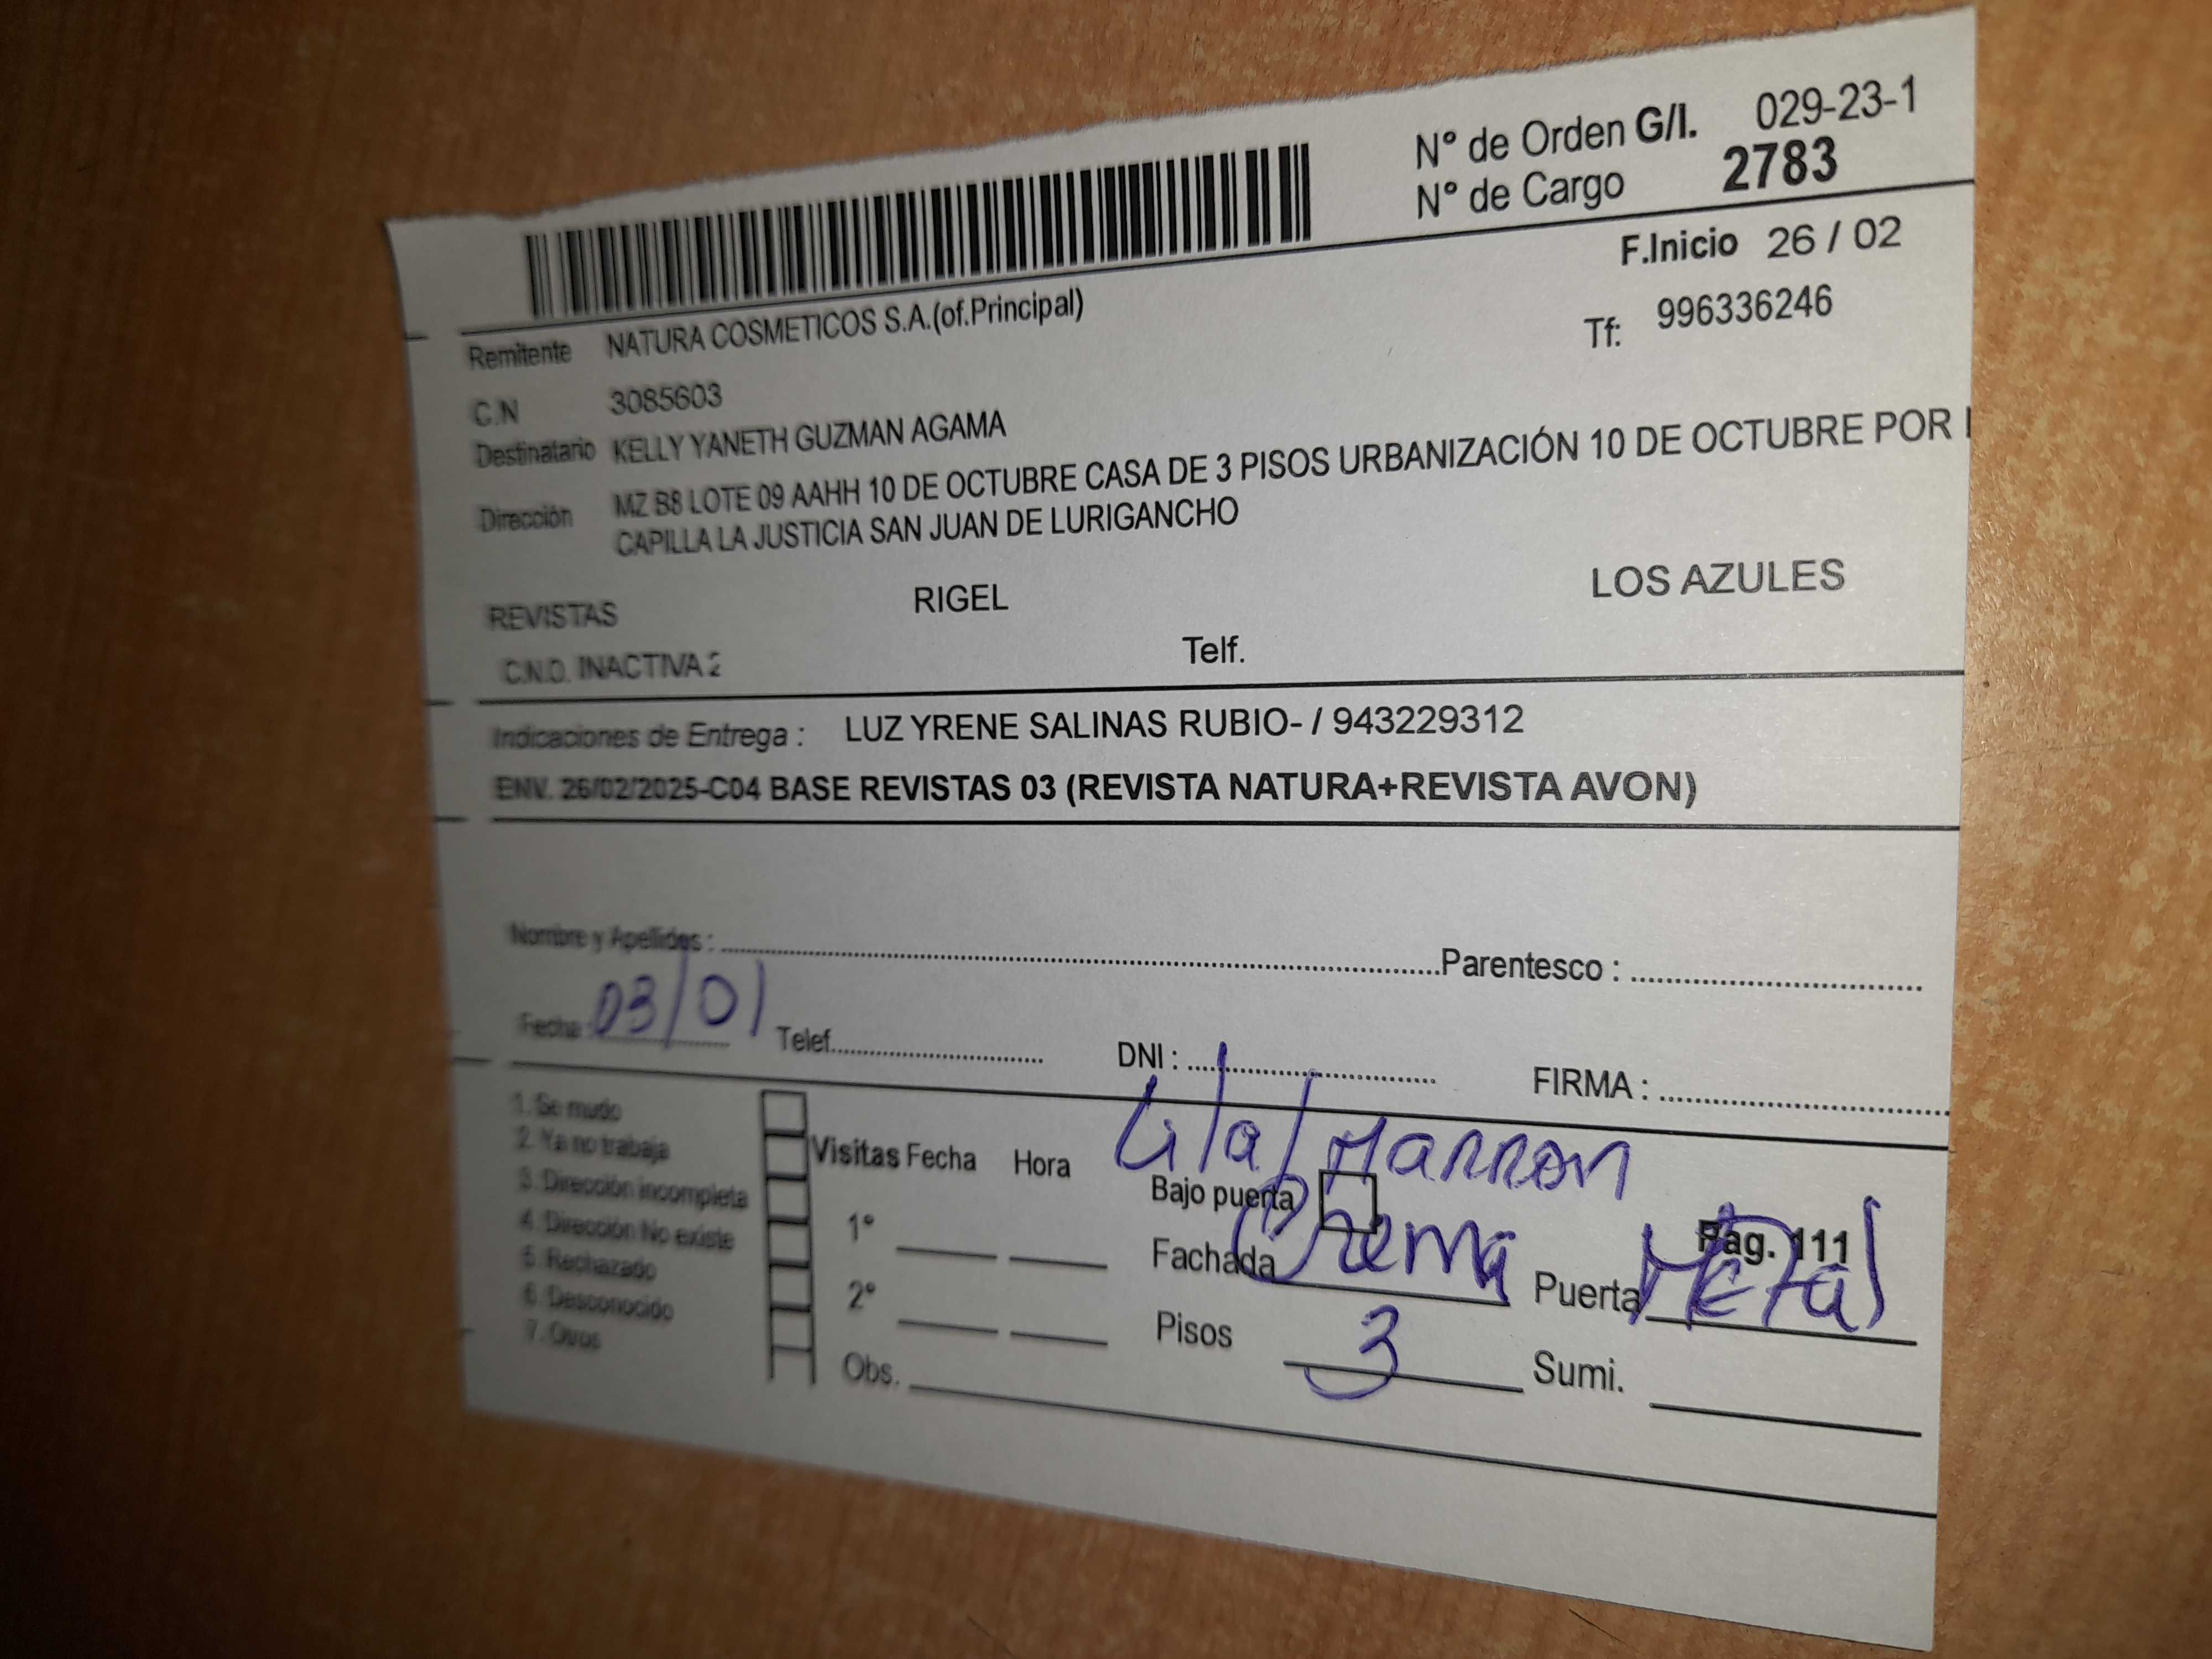 N° de Orden G/I. 029-23-1
N° de Cargo 2783
F.Inicio 26 / 02
Remitente NATURA COSMETICOS S.A.(of.Principal)
Tf: 996336246
C.N 3085603
Destinatario KELLY YANETH GUZMAN AGAMA
Dirección MZ B8 LOTE 09 AAHH 10 DE OCTUBRE CASA DE 3 PISOS URBANIZACIÓN 10 DE OCTUBRE POR
CAPILLA LA JUSTICIA SAN JUAN DE LURIGANCHO
REVISTAS RIGEL LOS AZULES
C.N.O. INACTIVA 2 Telf.
Indicaciones de Entrega : LUZ YRENE SALINAS RUBIO- / 943229312
ENV. 26/02/2025-C04 BASE REVISTAS 03 (REVISTA NATURA+REVISTA AVON)
Nombre y Apellidos : Parentesco :
Fecha : 03/01 Telef. DNI : FIRMA :
1. Se mudo
2. Ya no trabaja
3. Dirección incompleta
4. Dirección No existe
5. Rechazado
6. Desconocido
7. Otros
Visitas Fecha Hora
1°
2°
Obs.
Lila/Marron
Bajo puerta
Pág. 111
Fachada Crema Puerta Metal
Pisos 3 Sumi.